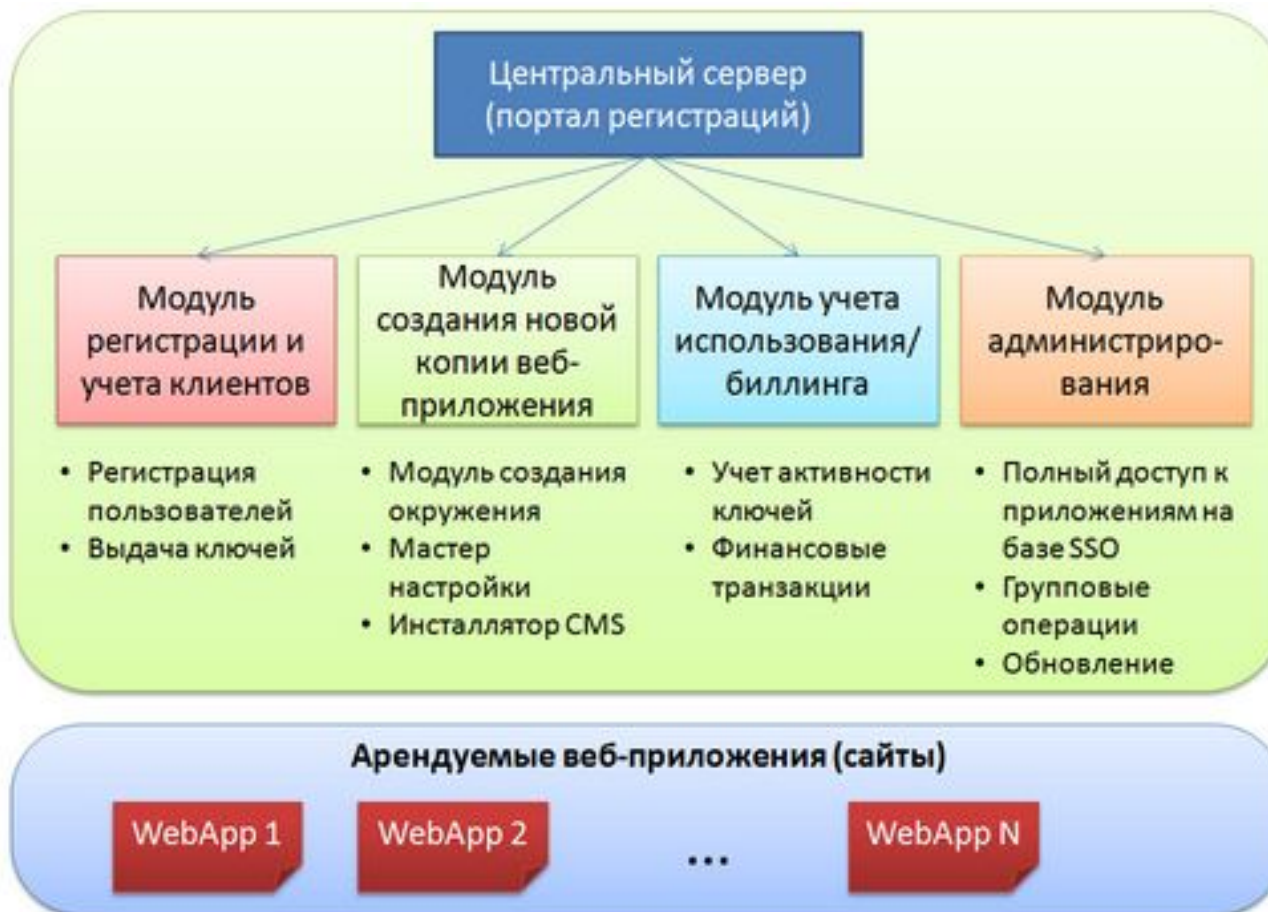 Центральный сервер
(портал регистраций)
Модуль
регистрации и
учета клиентов
Модуль
создания новой
копии веб-
приложения
Модуль учета
использования/
биллинга
Модуль
администриро-
вания
• Регистрация
пользователей
• Выдача ключей
• Модуль создания
окружения
• Мастер
настройки
• Инсталлятор CMS
• Учет активности
ключей
• Финансовые
транзакции
• Полный доступ к
приложениям на
базе SSO
• Групповые
операции
• Обновление
Арендуемые веб-приложения (сайты)
WebApp 1
WebApp 2
...
WebApp N